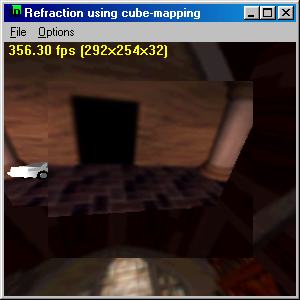 Refraction using cube-mapping
File Options
356.30 fps (292x254x32)